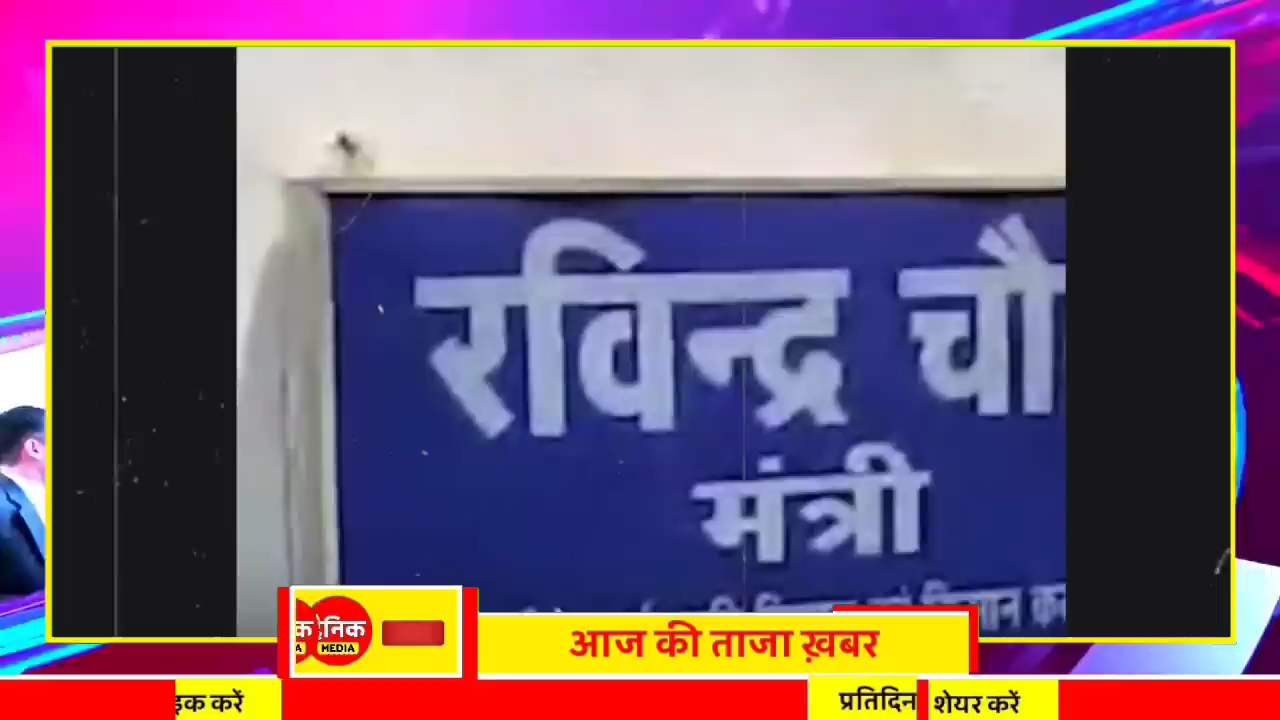 रविन्द्र चौ
मंत्री
दैनिक
MEDIA
आज की ताजा ख़बर
इक करें
प्रतिदिन
शेयर करें